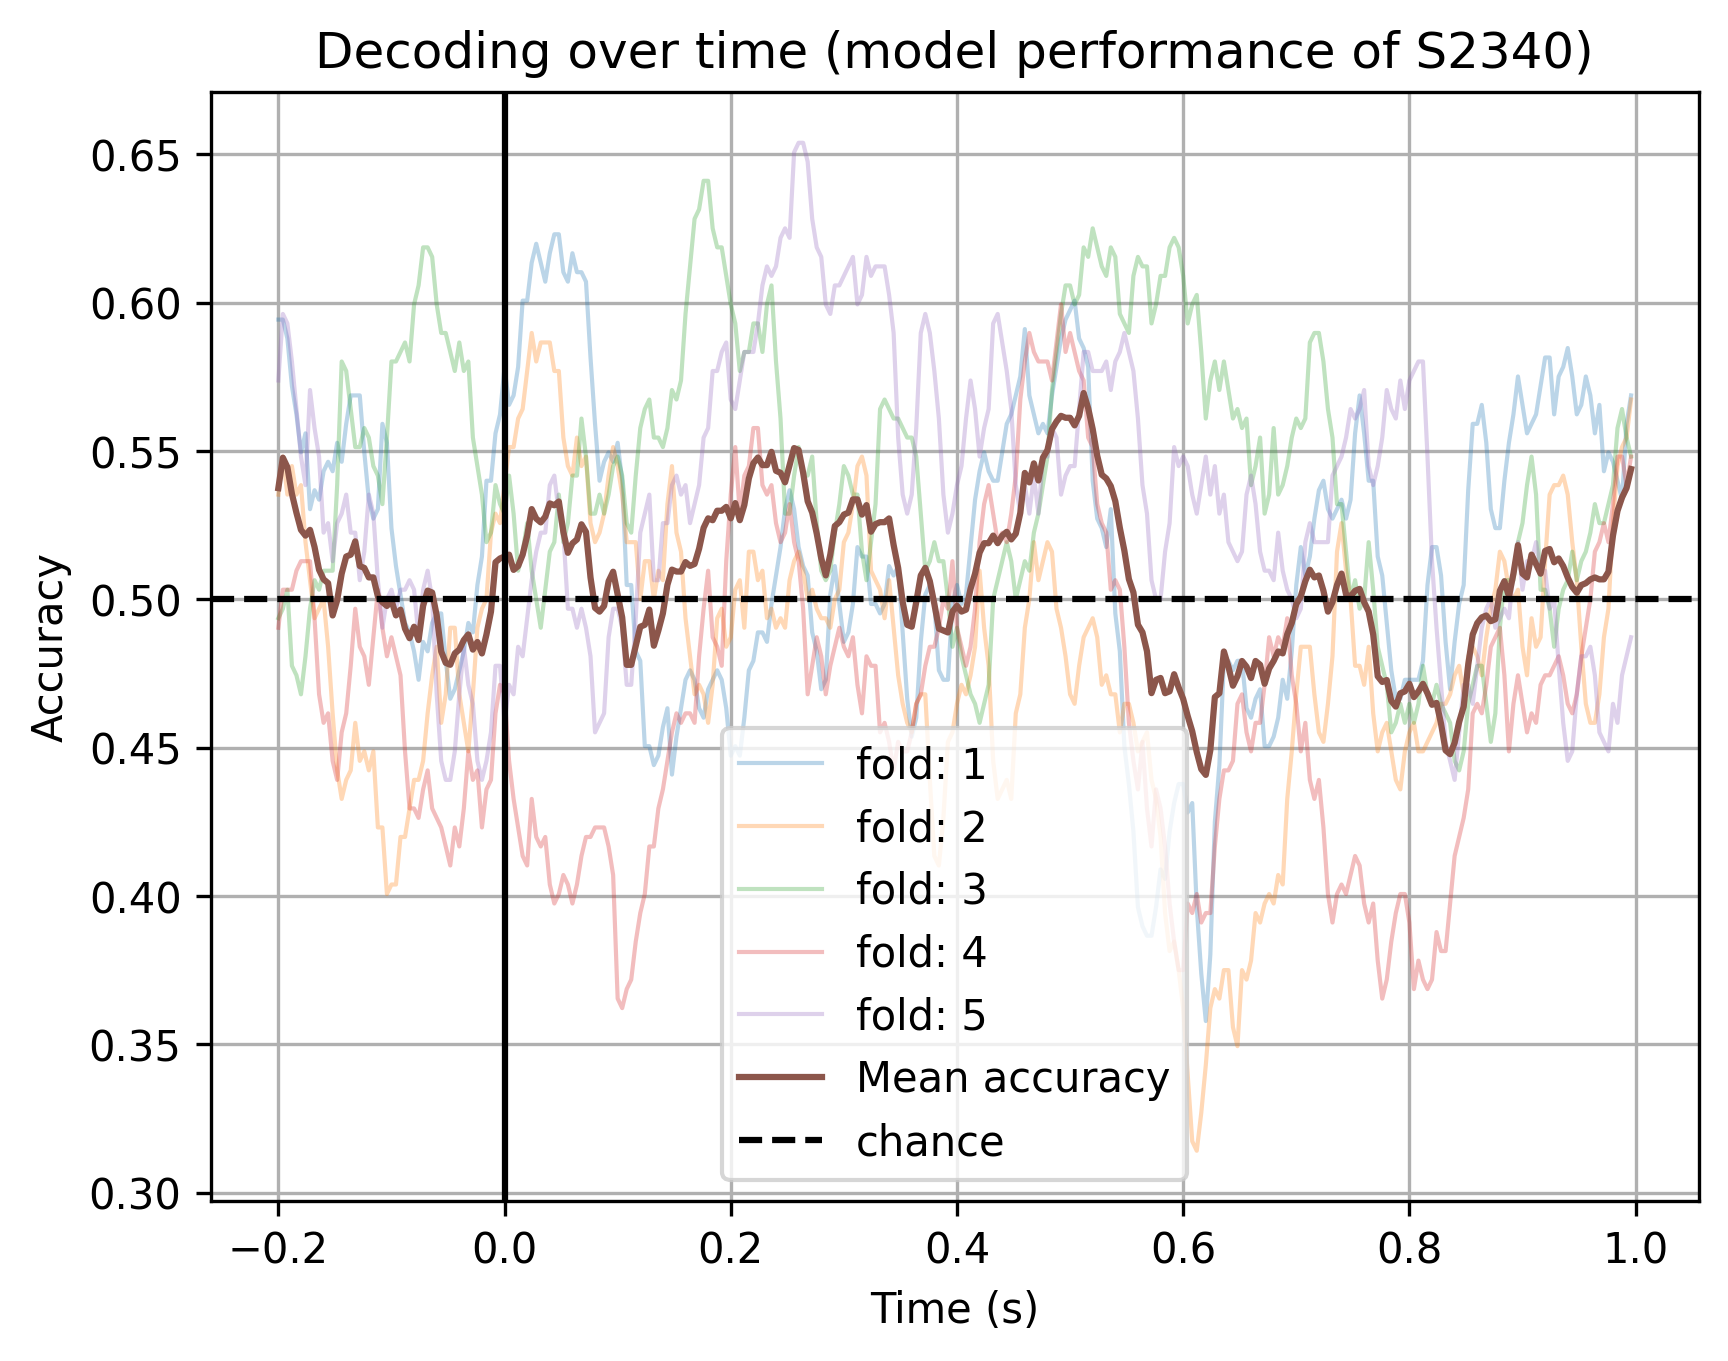 Decoding over time (model performance of S2340)
Accuracy
0.65
0.60
0.55
0.50
0.45
0.40
0.35
0.30
fold: 1
fold: 2
fold: 3
fold: 4
fold: 5
Mean accuracy
chance
−0.2
0.0
0.2
0.4
0.6
0.8
1.0
Time (s)